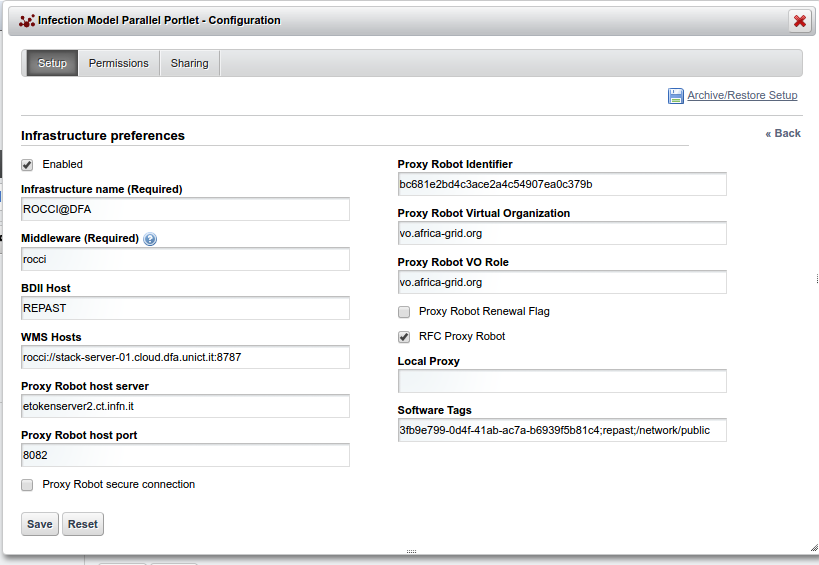 Infection Model Parallel Portlet - Configuration
Setup
Permissions
Sharing
Archive/Restore Setup
Infrastructure preferences
« Back
Enabled
Infrastructure name (Required)
ROCCI@DFA
Middleware (Required)
rocci
BDII Host
REPAST
WMS Hosts
rocci://stack-server-01.cloud.dfa.unict.it:8787
Proxy Robot host server
etokenserver2.ct.infn.it
Proxy Robot host port
8082
Proxy Robot secure connection
Proxy Robot Identifier
bc681e2bd4c3ace2a4c54907ea0c379b
Proxy Robot Virtual Organization
vo.africa-grid.org
Proxy Robot VO Role
vo.africa-grid.org
Proxy Robot Renewal Flag
RFC Proxy Robot
Local Proxy
Software Tags
3fb9e799-0d4f-41ab-ac7a-b6939f5b81c4;repast;/network/public
Save
Reset